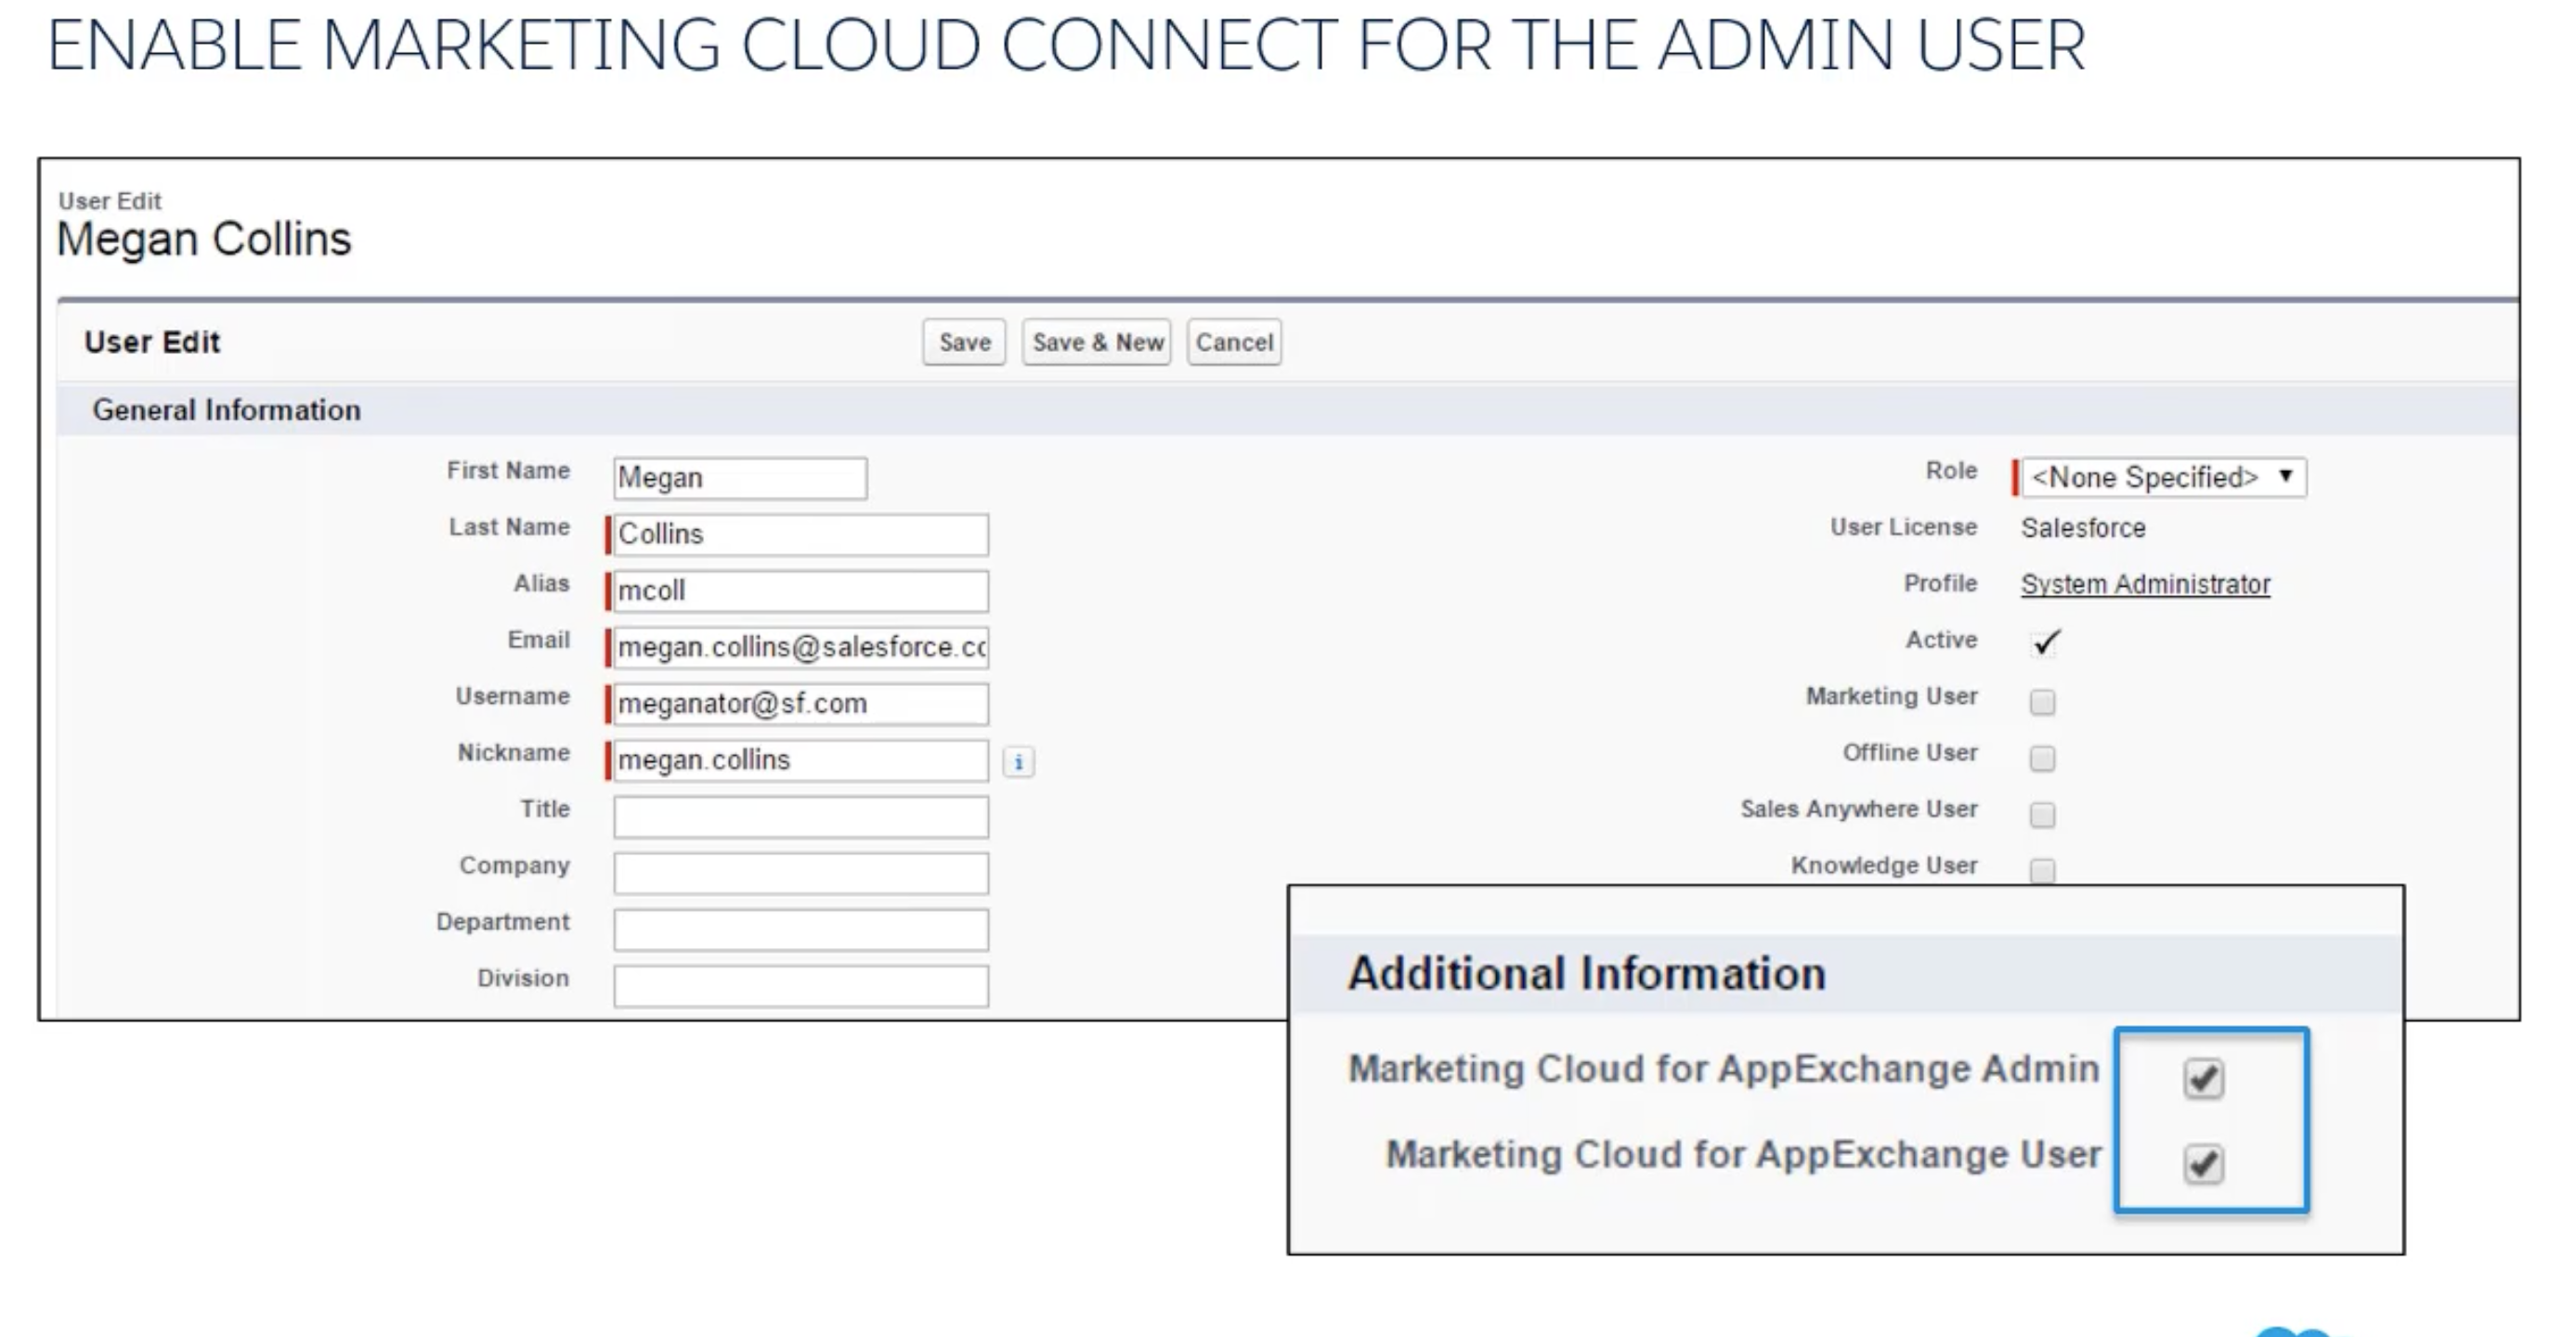 ENABLE MARKETING CLOUD CONNECT FOR THE ADMIN USER
User Edit
Megan Collins
User Edit
Save
Save & New
Cancel
General Information
First Name
Megan
Role
<None Specified>
Last Name
Collins
User License
Salesforce
Alias
mcoll
Profile
System Administrator
Email
megan.collins@salesforce.cc
Active
Username
meganator@sf.com
Marketing User
Nickname
megan.collins
i
Offline User
Title
Sales Anywhere User
Company
Knowledge User
Department
Division
Additional Information
Marketing Cloud for AppExchange Admin
Marketing Cloud for AppExchange User